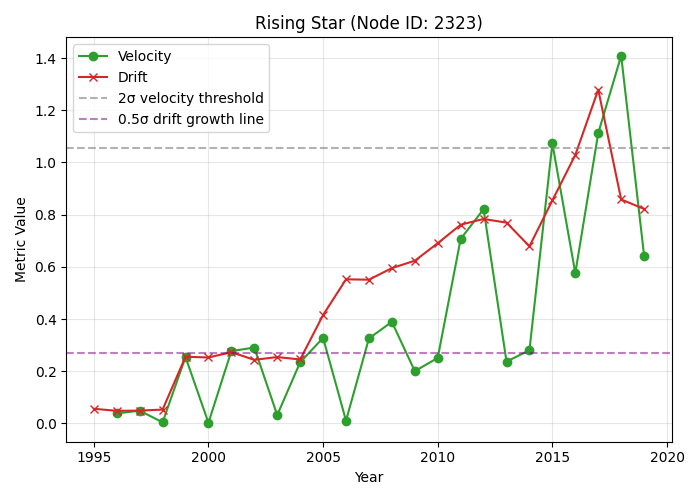 Rising Star (Node ID: 2323)
Velocity
Drift
2σ velocity threshold
0.5σ drift growth line
Metric Value
1.4
1.2
1.0
0.8
0.6
0.4
0.2
0.0
1995 2000 2005 2010 2015 2020
Year